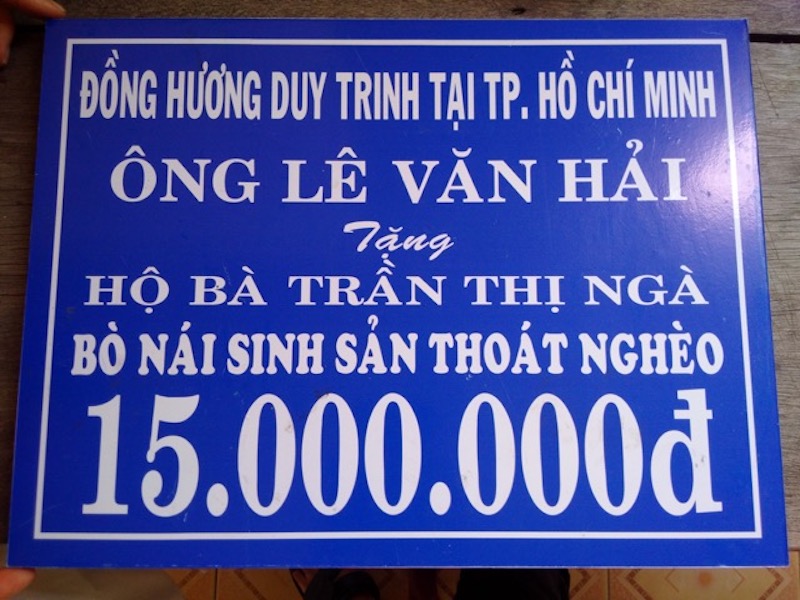 ĐỒNG HƯƠNG DUY TRINH TẠI TP. HỒ CHÍ MINH
ÔNG LÊ VĂN HẢI
Tặng
HỘ BÀ TRẦN THỊ NGÀ
BÒ NÁI SINH SẢN THOÁT NGHÈO
15.000.000đ